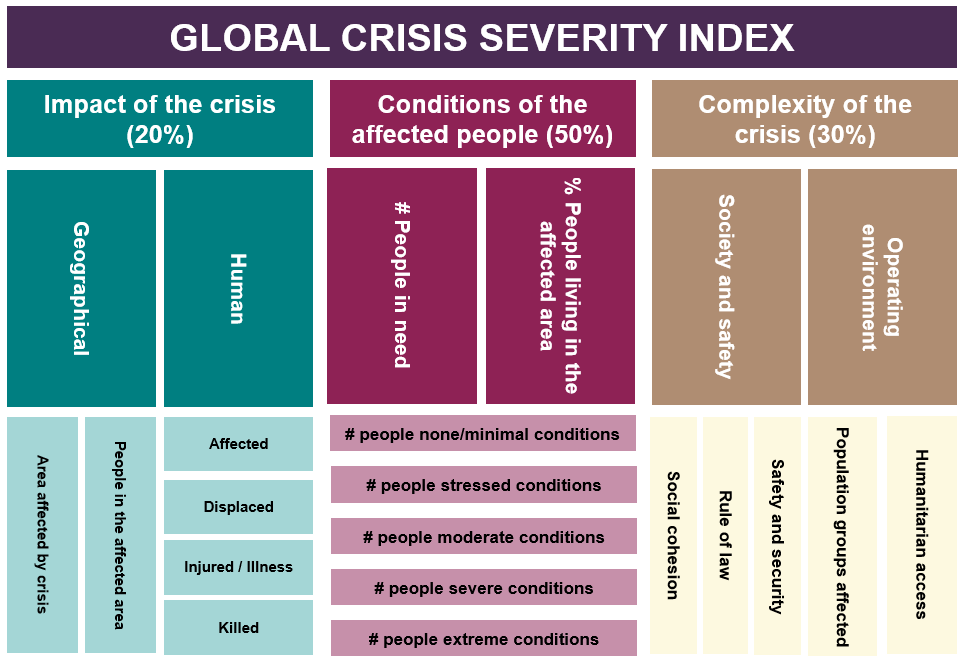 GLOBAL CRISIS SEVERITY INDEX
Impact of the crisis
(20%)
Conditions of the
affected people (50%)
Complexity of the
crisis (30%)
Geographical
Human
# People in need
% People living in the
affected area
Society and safety
Operating
environment
Area affected by crisis
People in the affected area
Affected
Displaced
Injured / Illness
Killed
# people none/minimal conditions
# people stressed conditions
# people moderate conditions
# people severe conditions
# people extreme conditions
Social cohesion
Rule of law
Safety and security
Population groups affected
Humanitarian access